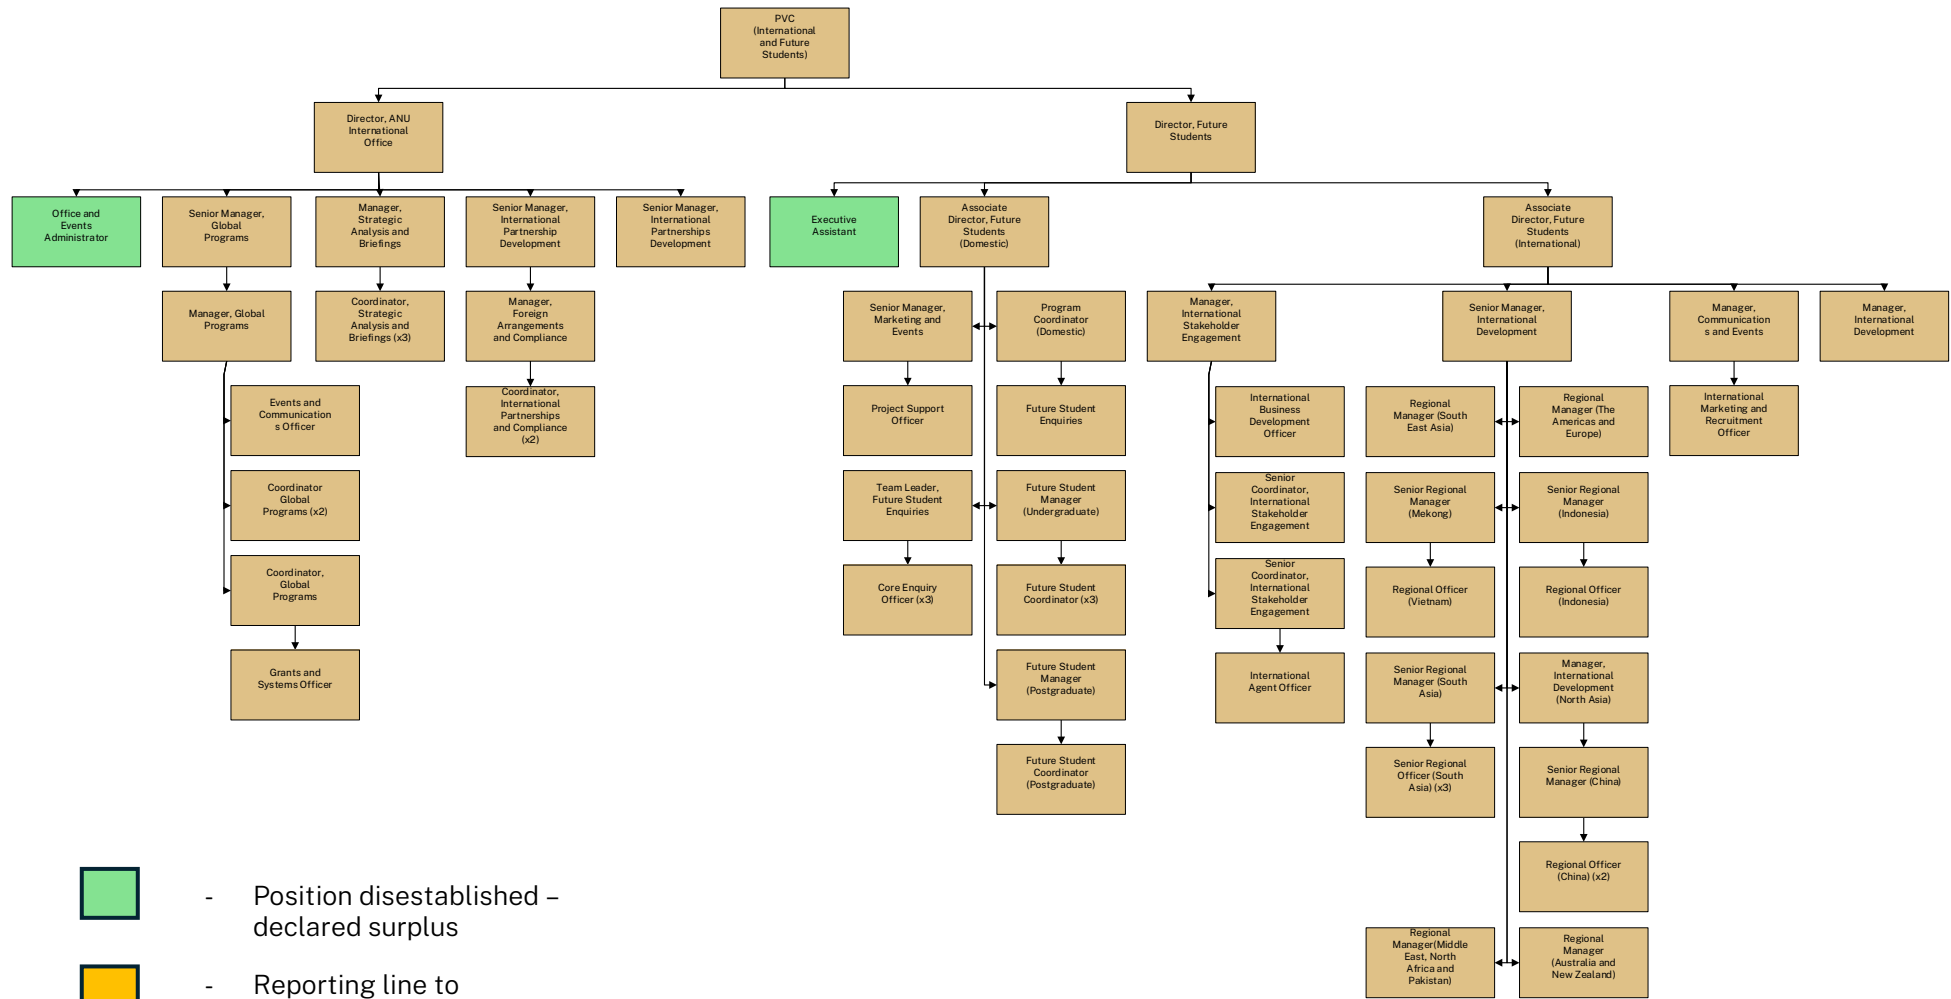 PVC
(International
and Future
Students)
Director, ANU
International
Office
Director, Future
Students
Office and
Events
Administrator
Senior Manager,
Global
Programs
Manager,
Strategic
Analysis and
Briefings
Senior Manager,
International
Partnership
Development
Senior Manager,
International
Partnerships
Development
Executive
Assistant
Associate
Director, Future
Students
(Domestic)
Associate
Director, Future
Students
(International)
Manager, Global
Programs
Coordinator,
Strategic
Analysis and
Briefings (x3)
Manager,
Foreign
Arrangements
and Compliance
Senior Manager,
Marketing and
Events
Program
Coordinator
(Domestic)
Manager,
International
Stakeholder
Engagement
Senior Manager,
International
Development
Manager,
Communication
s and Events
Manager,
International
Development
Events and
Communication
s Officer
Coordinator,
International
Partnerships
and Compliance
(x2)
Project Support
Officer
Future Student
Enquiries
International
Business
Development
Officer
Regional
Manager (South
East Asia)
Regional
Manager (The
Americas and
Europe)
International
Marketing and
Recruitment
Officer
Coordinator
Global
Programs (x2)
Team Leader,
Future Student
Enquiries
Future Student
Manager
(Undergraduate)
Senior
Coordinator,
International
Stakeholder
Engagement
Senior Regional
Manager
(Mekong)
Senior Regional
Manager
(Indonesia)
Coordinator,
Global
Programs
Core Enquiry
Officer (x3)
Future Student
Coordinator (x3)
Senior
Coordinator,
International
Stakeholder
Engagement
Regional Officer
(Vietnam)
Regional Officer
(Indonesia)
Grants and
Systems Officer
Future Student
Manager
(Postgraduate)
International
Agent Officer
Senior Regional
Manager (South
Asia)
Manager,
International
Development
(North Asia)
Future Student
Coordinator
(Postgraduate)
Senior Regional
Officer (South
Asia) (x3)
Senior Regional
Manager (China)
Regional Officer
(China) (x2)
Regional
Manager(Middle
East, North
Africa and
Pakistan)
Regional
Manager
(Australia and
New Zealand)
- Position disestablished –
declared surplus
- Reporting line to